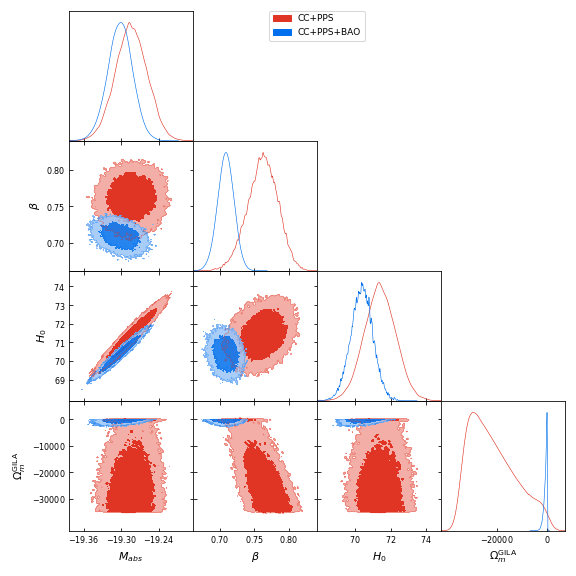 CC+PPS
CC+PPS+BAO
0.80
0.75
0.70
β
74
73
72
71
70
69
H₀
0
−10000
−20000
−30000
Ω_m^GILA
−19.36 −19.30 −19.24
0.70 0.75 0.80
70 72 74
−20000 0
M_abs
β
H₀
Ω_m^GILA